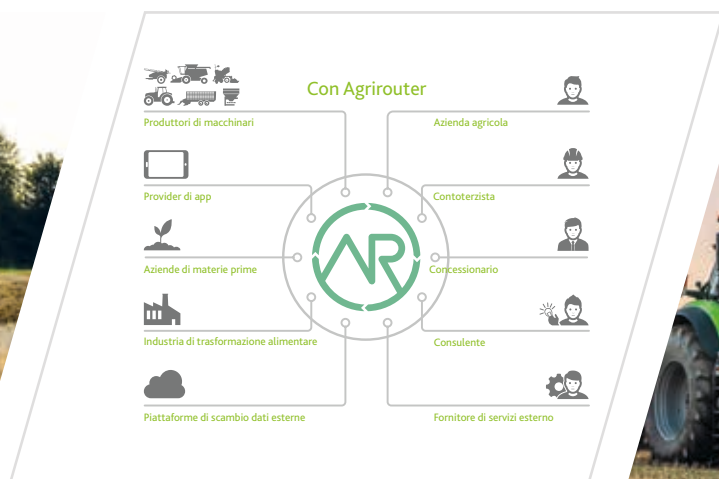 Con Agrirouter
Produttori di macchinari
Azienda agricola
Provider di app
Contoterzista
Aziende di materie prime
Concessionario
Industria di trasformazione alimentare
Consulente
Piattaforme di scambio dati esterne
Fornitore di servizi esterno
AR